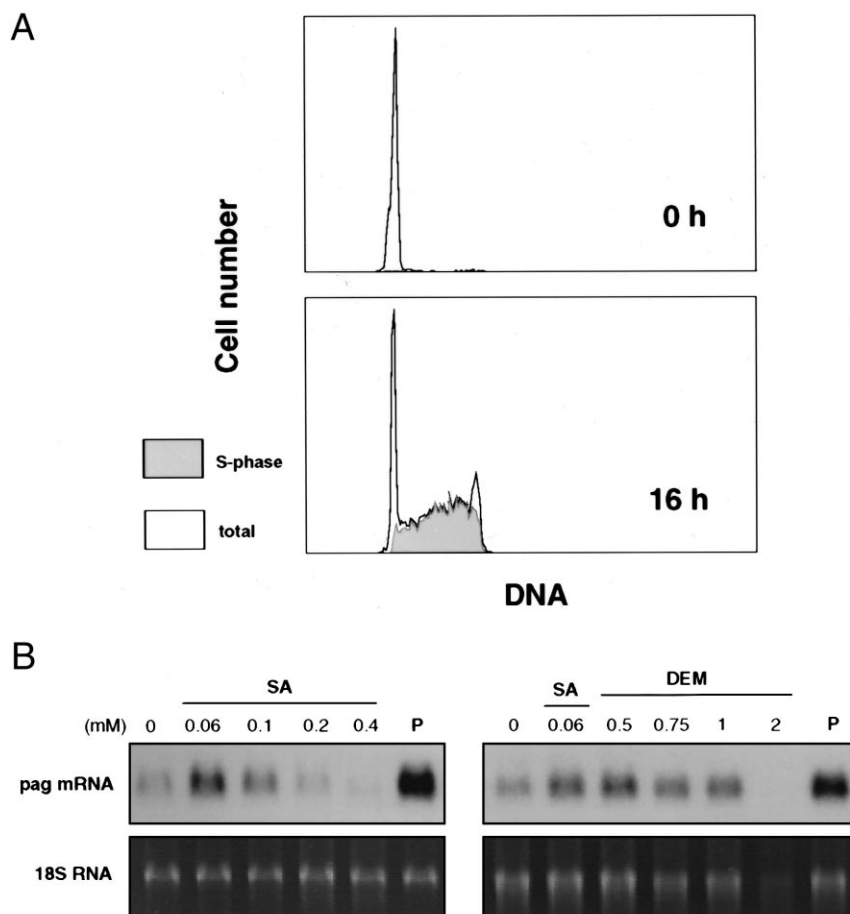 A
Cell number
0 h
S-phase
total
16 h
DNA
B
SA
SA DEM
(mM) 0 0.06 0.1 0.2 0.4 P 0 0.06 0.5 0.75 1 2 P
pag mRNA
18S RNA